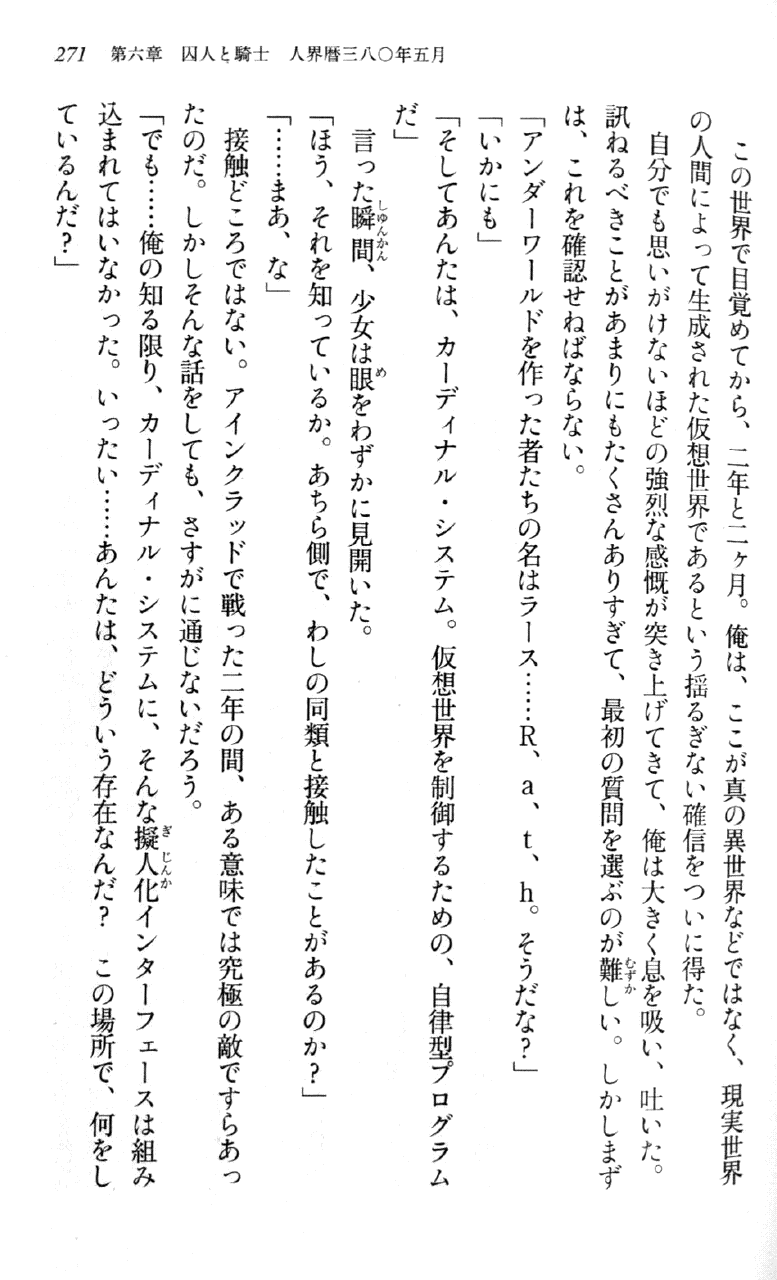 271 第六章 囚人と騎士 人界暦三八〇年五月
この世界で目覚めてから、二年と二ヶ月。俺は、ここが真の異世界などではなく、現実世界
の人間によって生成された仮想世界であるという揺るぎない確信をついに得た。
自分でも思いがけないほどの強烈な感慨が突き上げてきて、俺は大きく息を吸い、吐いた。
訊ねるべきことがあまりにもたくさんありすぎて、最初の質問を選ぶのが難しい。しかしまず
は、これを確認せねばならない。
「アンダーワールドを作った者たちの名はラース……R、a、t、h。そうだな?」
「いかにも」
「そしてあんたは、カーディナル・システム。仮想世界を制御するための、自律型プログラム
だ」
言った瞬間、少女は眼をわずかに見開いた。
「ほう、それを知っているか。あちら側で、わしの同類と接触したことがあるのか?」
「……まあ、な」
接触どころではない。アインクラッドで戦った二年の間、ある意味では究極の敵ですらあっ
たのだ。しかしそんな話をしても、さすがに通じないだろう。
「でも……俺の知る限り、カーディナル・システムに、そんな擬人化インターフェースは組み
込まれてはいなかった。いったい……あんたは、どういう存在なんだ? この場所で、何をし
ているんだ?」